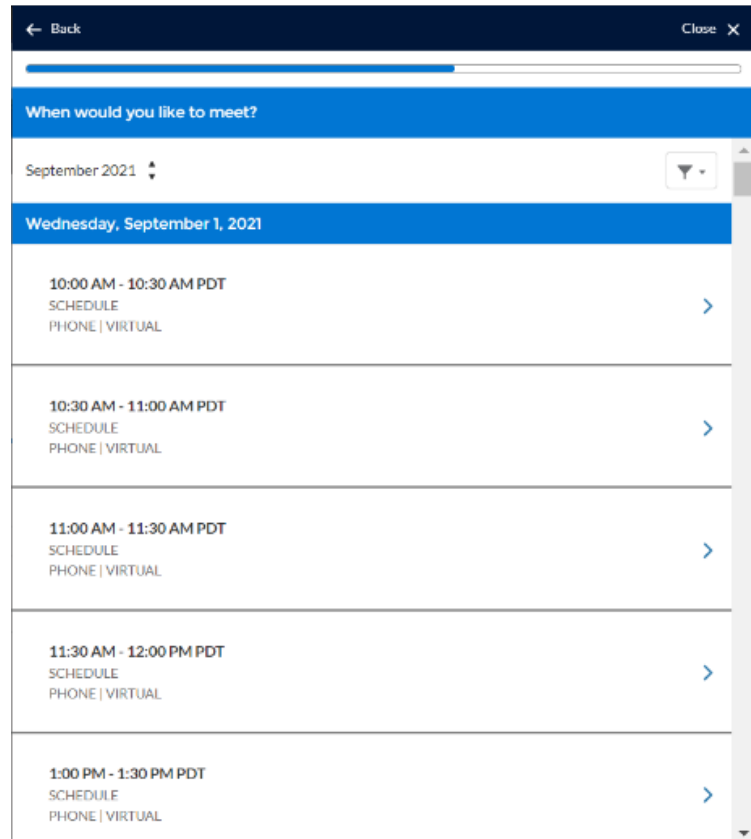 ← Back
Close ×
When would you like to meet?
September 2021
Wednesday, September 1, 2021
10:00 AM - 10:30 AM PDT
SCHEDULE
PHONE | VIRTUAL
10:30 AM - 11:00 AM PDT
SCHEDULE
PHONE | VIRTUAL
11:00 AM - 11:30 AM PDT
SCHEDULE
PHONE | VIRTUAL
11:30 AM - 12:00 PM PDT
SCHEDULE
PHONE | VIRTUAL
1:00 PM - 1:30 PM PDT
SCHEDULE
PHONE | VIRTUAL